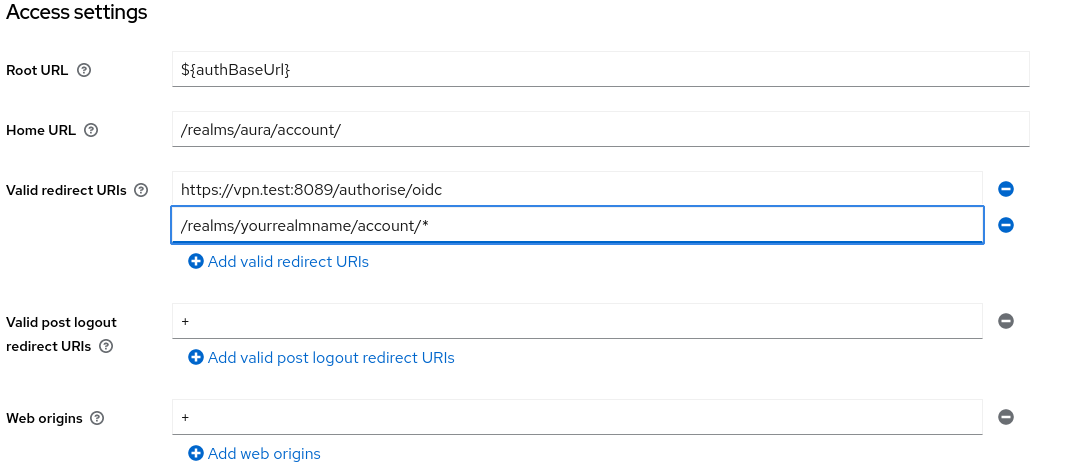 Access settings
Root URL
${authBaseUrl}
Home URL
/realms/aura/account/
Valid redirect URIs
https://vpn.test:8089/authorise/oidc
/realms/yourrealmname/account/*
Add valid redirect URIs
Valid post logout
redirect URIs
+
Add valid post logout redirect URIs
Web origins
+
Add web origins